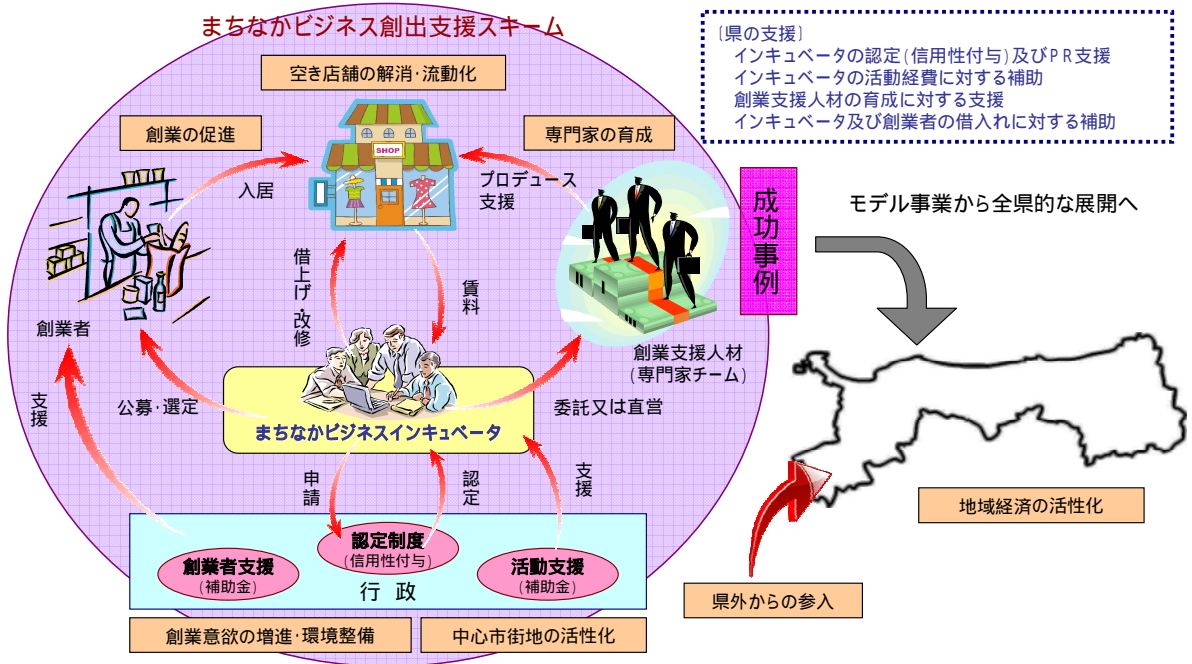 まちなかビジネス創出支援スキーム
［県の支援］
インキュベータの認定(信用性付与)及びPR支援
インキュベータの活動経費に対する補助
創業支援人材の育成に対する支援
インキュベータ及び創業者の借入れに対する補助
空き店舗の解消･流動化
創業の促進
専門家の育成
SHOP
入居
プロデュース
支援
成功事例
モデル事業から全県的な展開へ
借上げ･改修
賃料
創業者
創業支援人材
(専門家チーム)
支援
公募･選定
委託又は直営
まちなかビジネスインキュベータ
申請
認定
支援
地域経済の活性化
認定制度
(信用性付与)
創業者支援
(補助金)
活動支援
(補助金)
行 政
県外からの参入
創業意欲の増進･環境整備
中心市街地の活性化